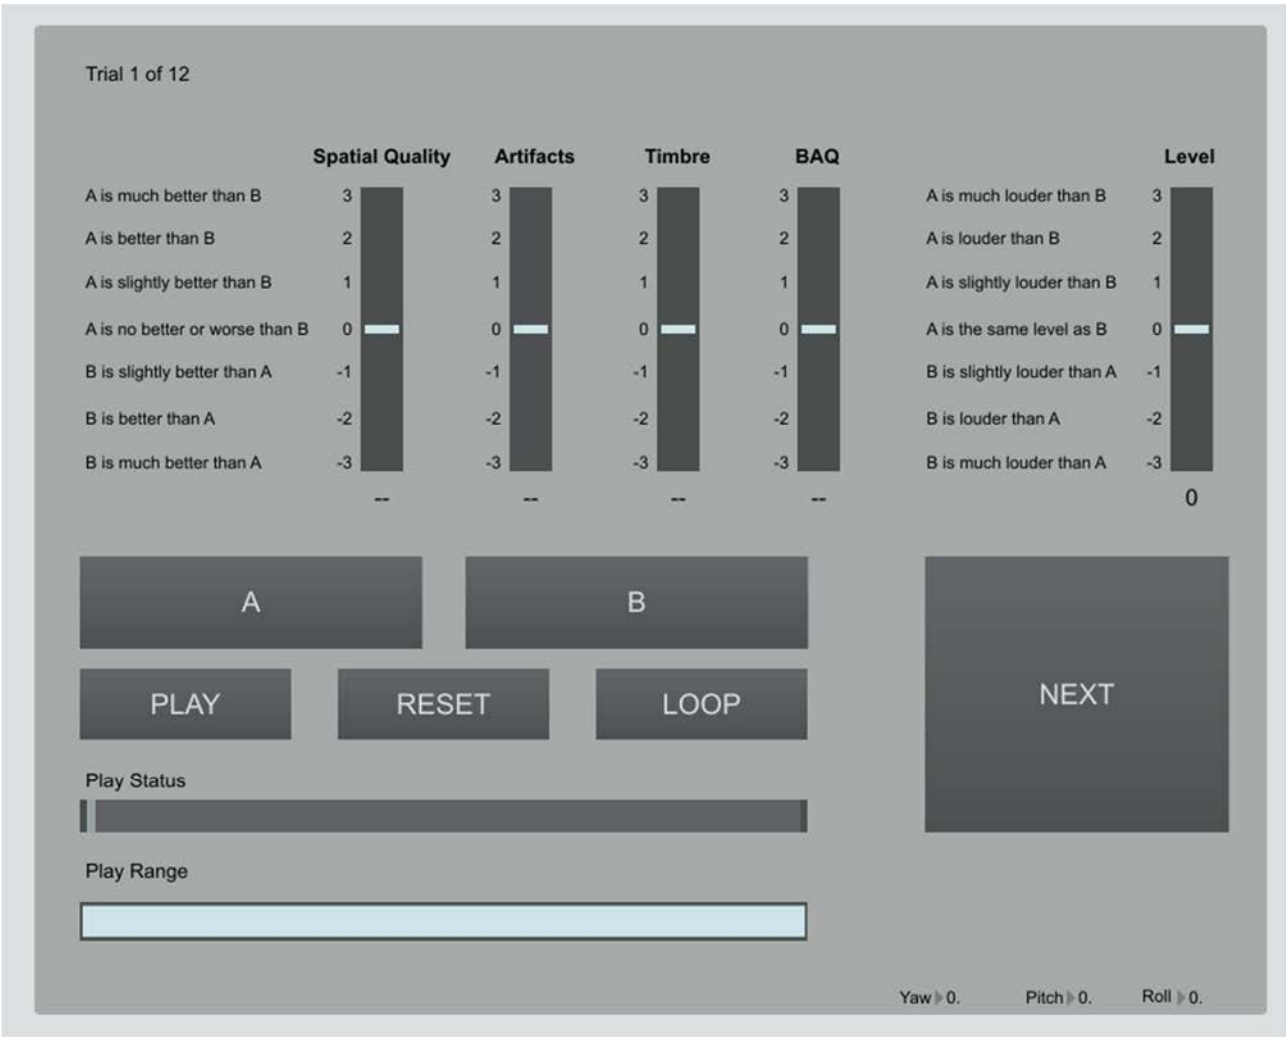 Trial 1 of 12
Spatial Quality Artifacts Timbre BAQ Level
A is much better than B 3 3 3 3 A is much louder than B 3
A is better than B 2 2 2 2 A is louder than B 2
A is slightly better than B 1 1 1 1 A is slightly louder than B 1
A is no better or worse than B 0 0 0 0 A is the same level as B 0
B is slightly better than A -1 -1 -1 -1 B is slightly louder than A -1
B is better than A -2 -2 -2 -2 B is louder than A -2
B is much better than A -3 -3 -3 -3 B is much louder than A -3
-- -- -- -- 0
A B
PLAY RESET LOOP NEXT
Play Status
Play Range
Yaw 0. Pitch 0. Roll 0.